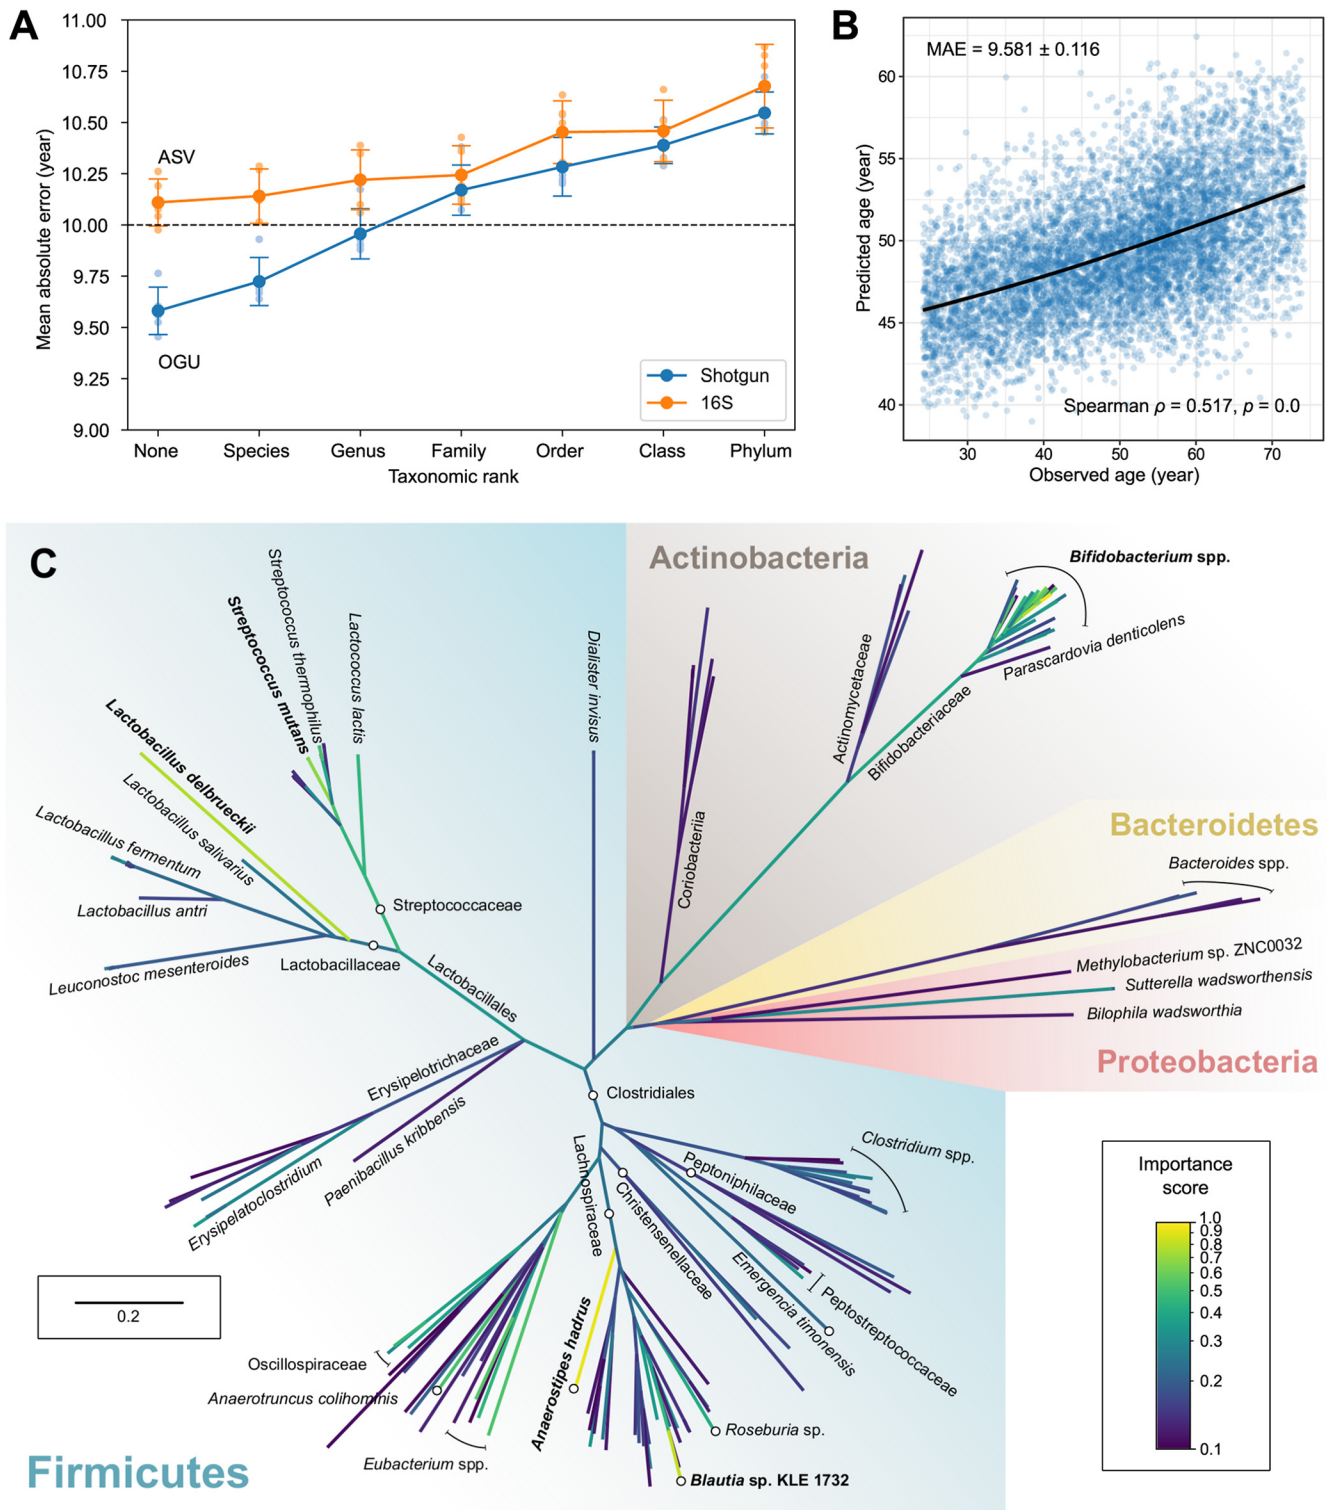 A
11.00
10.75
10.50
10.25
10.00
9.75
9.50
9.25
9.00
Mean absolute error (year)
ASV
OGU
Shotgun
16S
None Species Genus Family Order Class Phylum
Taxonomic rank
B
MAE = 9.581 ± 0.116
60
55
50
45
40
Predicted age (year)
Spearman ρ = 0.517, p = 0.0
30 40 50 60 70
Observed age (year)
C
Actinobacteria
Bifidobacterium spp.
Parascardovia denticolens
Actinomycetaceae
Bifidobacteriaceae
Coriobacteriia
Bacteroidetes
Bacteroides spp.
Methylobacterium sp. ZNC0032
Sutterella wadsworthensis
Bilophila wadsworthia
Proteobacteria
Streptococcus thermophilus
Streptococcus mutans
Lactococcus lactis
Dialister invisus
Lactobacillus delbrueckii
Lactobacillus salivarius
Lactobacillus fermentum
Lactobacillus antri
Leuconostoc mesenteroides
Streptococcaceae
Lactobacillaceae
Lactobacillales
Erysipelotrichaceae
Paenibacillus kribbensis
Erysipelatoclostridium
Clostridiales
Clostridium spp.
Peptoniphilaceae
Lachnospiraceae
Christensenellaceae
Emergencia timonensis
Peptostreptococcaceae
Oscillospiraceae
Anaerotruncus colihominis
Eubacterium spp.
Anaerostipes hadrus
Roseburia sp.
Blautia sp. KLE 1732
Firmicutes
0.2
Importance
score
1.0
0.9
0.8
0.7
0.6
0.5
0.4
0.3
0.2
0.1